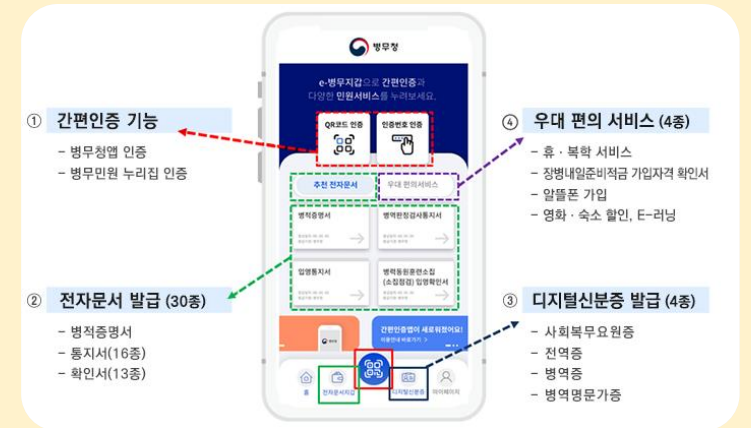 병무청
e-병무지갑으로 간편인증과
다양한 민원서비스를 누려보세요.
QR코드 인증
인증번호 인증
추천 전자문서
우대 편의서비스
병적증명서
병역판정검사통지서
입영통지서
병력동원훈련소집
(소집점검) 입영확인서
간편인증앱이 새로워졌어요!
이용안내 바로가기 >
홈
전자문서지갑
디지털신분증
마이페이지
① 간편인증 기능
- 병무청앱 인증
- 병무민원 누리집 인증
② 전자문서 발급 (30종)
- 병적증명서
- 통지서(16종)
- 확인서(13종)
④ 우대 편의 서비스 (4종)
- 휴 · 복학 서비스
- 장병내일준비적금 가입자격 확인서
- 알뜰폰 가입
- 영화 · 숙소 할인, E-러닝
③ 디지털신분증 발급 (4종)
- 사회복무요원증
- 전역증
- 병역증
- 병역명문가증